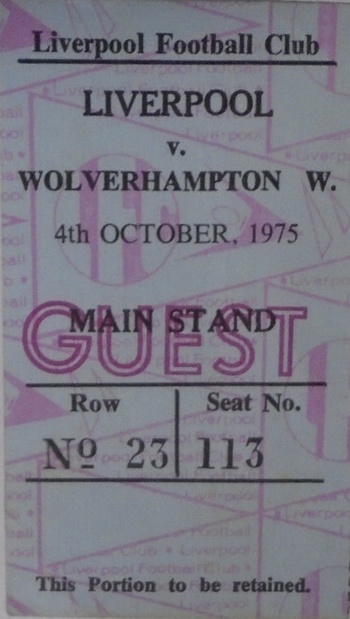 Liverpool Football Club
LIVERPOOL
v.
WOLVERHAMPTON W.
4th OCTOBER, 1975
MAIN STAND
GUEST
Row Seat No.
Nº 23 113
This Portion to be retained.